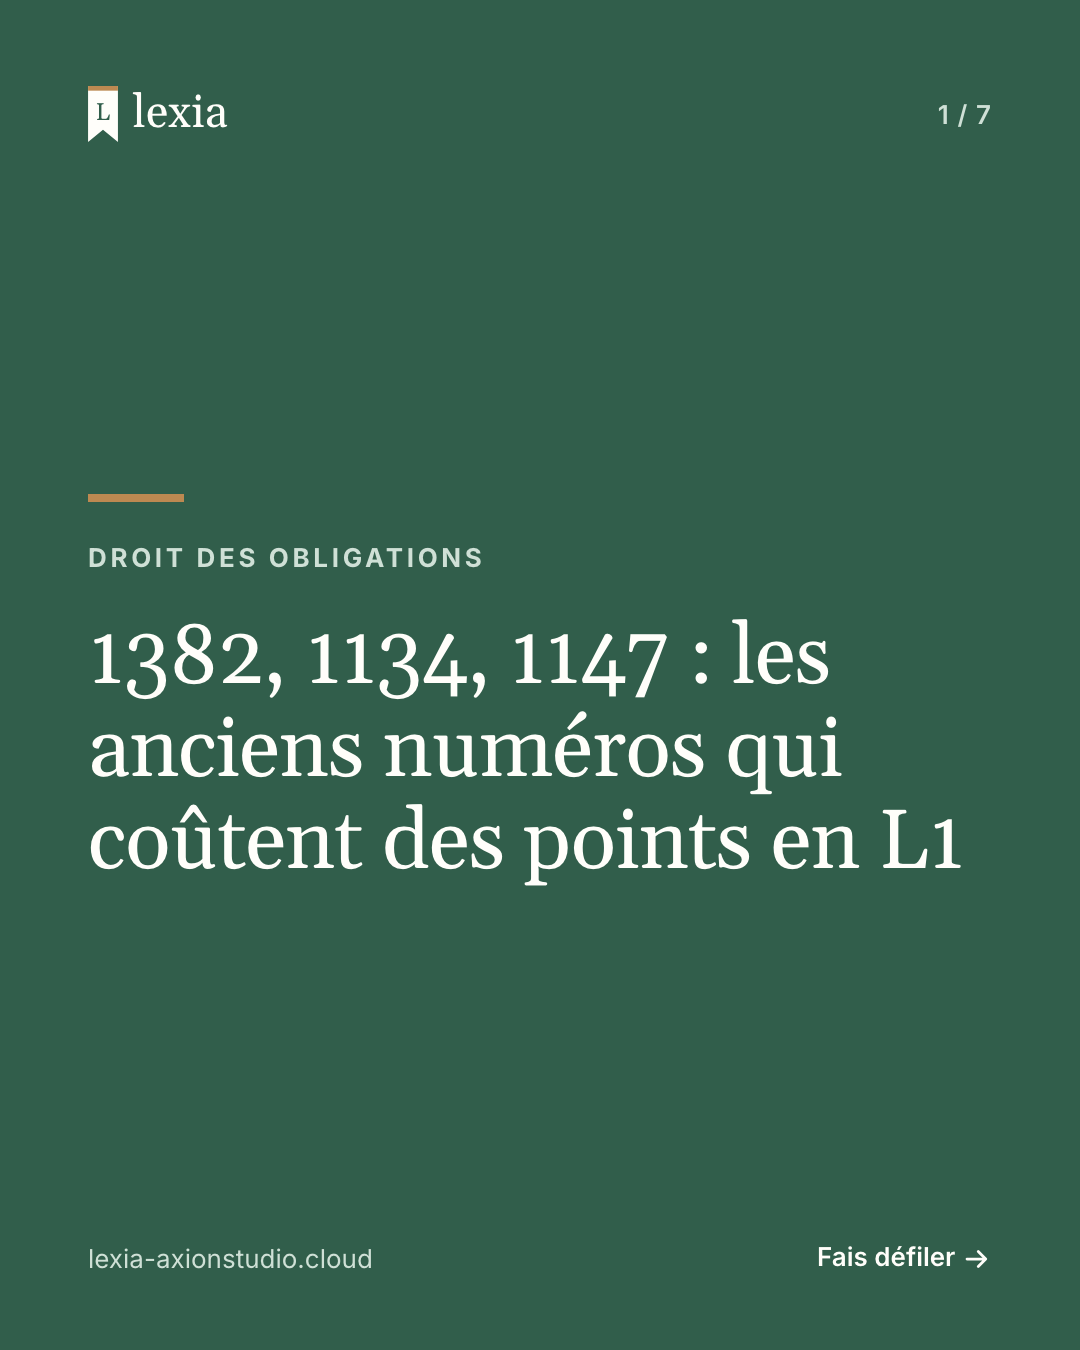 L lexia
1 / 7
DROIT DES OBLIGATIONS
1382, 1134, 1147 : les
anciens numéros qui
coûtent des points en L1
lexia-axionstudio.cloud
Fais défiler →